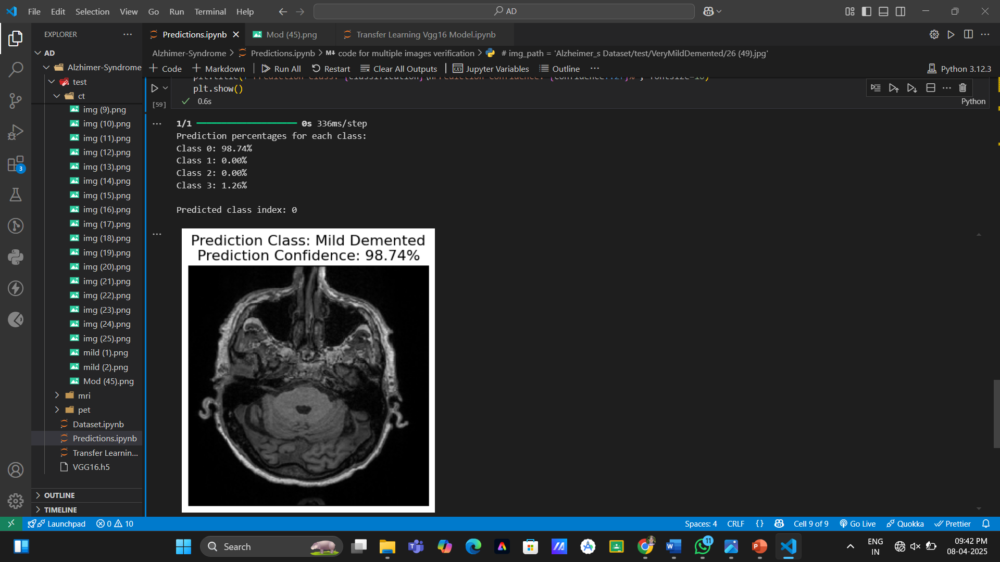 File Edit Selection View Go Run Terminal Help
AD
EXPLORER
Predictions.ipynb
Mod (45).png
Transfer Learning Vgg16 Model.ipynb
AD
Alzhimer-Syndrome > Predictions.ipynb > M↓ code for multiple images verification > # img_path = 'Alzheimer_s Dataset/test/VeryMildDemented/26 (49).jpg'
Alzhimer-Syndrome
Code Markdown Run All Restart Clear All Outputs Jupyter Variables Outline
Python 3.12.3
test
ct
img (9).png
img (10).png
img (11).png
img (12).png
img (13).png
img (14).png
img (15).png
img (16).png
img (17).png
img (18).png
img (19).png
img (20).png
img (21).png
img (22).png
img (23).png
img (24).png
img (25).png
mild (1).png
mild (2).png
Mod (45).png
mri
pet
Dataset.ipynb
Predictions.ipynb
Transfer Learnin...
VGG16.h5
OUTLINE
TIMELINE
3
plt.show()
[59]
0.6s
Python
1/1 0s 336ms/step
Prediction percentages for each class:
Class 0: 98.74%
Class 1: 0.00%
Class 2: 0.00%
Class 3: 1.26%
Predicted class index: 0
Prediction Class: Mild Demented
Prediction Confidence: 98.74%
Launchpad 0 10
Spaces: 4 CRLF {} Cell 9 of 9 Go Live Quokka Prettier
Search
11
ENG
IN
09:42 PM
08-04-2025